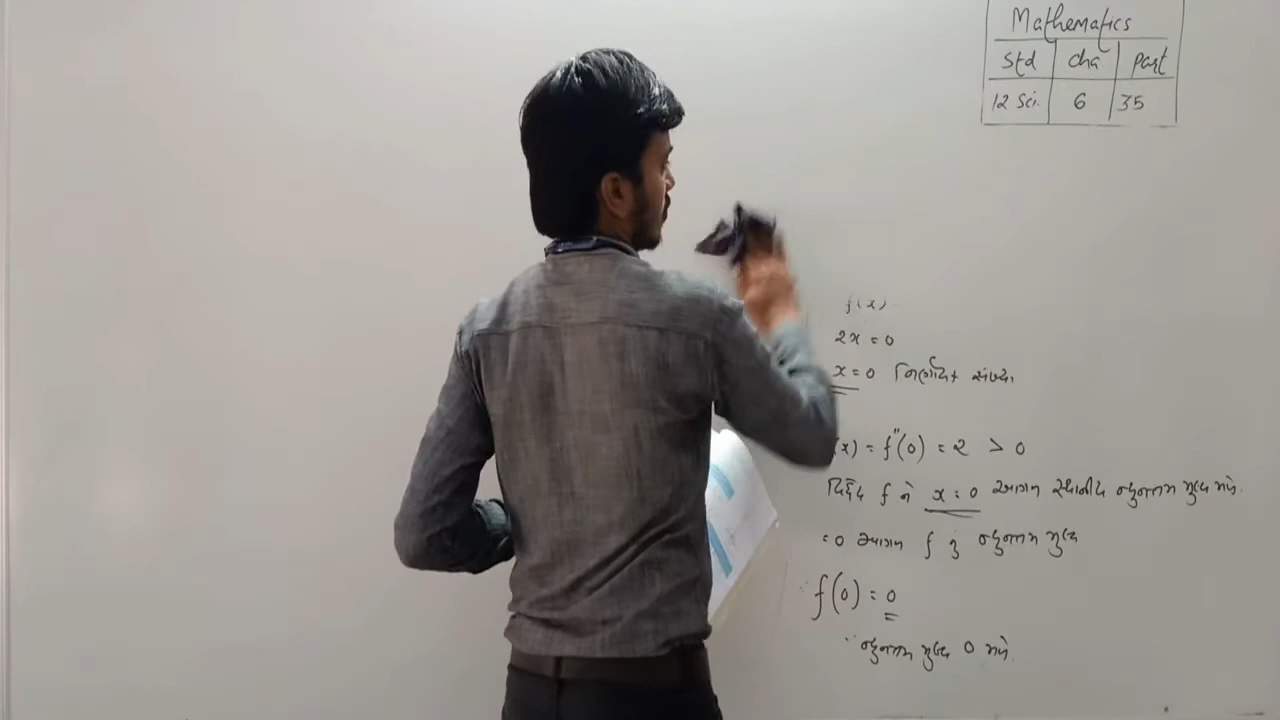 Mathematics
Std cha part
12 Sci. 6 35
f(x)
2x = 0
x = 0 નિર્ણાયક સંખ્યા
(x) = f''(0) = 2 > 0
વિધેય f ને x = 0 આગળ સ્થાનીય ન્યુનતમ મુલ્ય મળે.
= 0 આગળ f નું ન્યુનતમ મુલ્ય
∴ f(0) = 0
∴ ન્યુનતમ મુલ્ય 0 મળે.